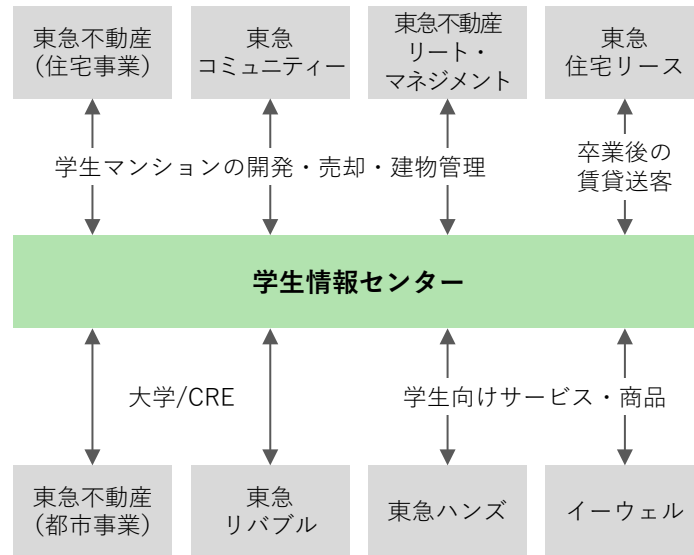 東急不動産
(住宅事業)
東急
コミュニティー
東急不動産
リート・
マネジメント
東急
住宅リース
学生マンションの開発・売却・建物管理
卒業後の
賃貸送客
学生情報センター
大学/CRE
学生向けサービス・商品
東急不動産
(都市事業)
東急
リバブル
東急ハンズ
イーウェル